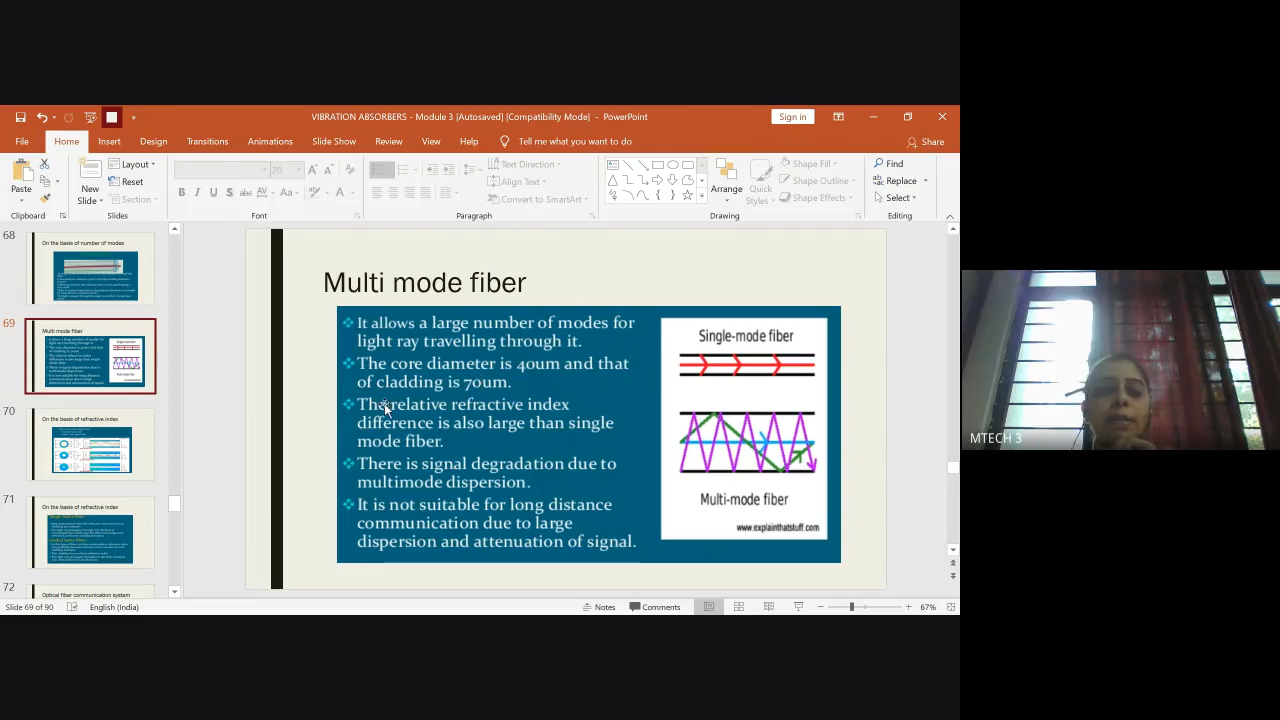 VIBRATION ABSORBERS - Module 3 [Autosaved] [Compatibility Mode] - PowerPoint
Sign in
File Home Insert Design Transitions Animations Slide Show Review View Help Tell me what you want to do Share
Paste
Clipboard
New Slide
Layout
Reset
Section
Slides
20
Font
Text Direction
Align Text
Convert to SmartArt
Paragraph
Arrange
Quick Styles
Shape Fill
Shape Outline
Shape Effects
Drawing
Find
Replace
Select
Editing
68
On the basis of number of modes
69
Multi mode fiber
70
On the basis of refractive index
71
On the basis of refractive index
72
Optical fiber communication system
Multi mode fiber
It allows a large number of modes for
light ray travelling through it.
The core diameter is 40um and that
of cladding is 70um.
The relative refractive index
difference is also large than single
mode fiber.
There is signal degradation due to
multimode dispersion.
It is not suitable for long distance
communication due to large
dispersion and attenuation of signal.
Single-mode fiber
Multi-mode fiber
www.explainthatstuff.com
MTECH 3
Slide 69 of 90 English (India) Notes Comments 67%